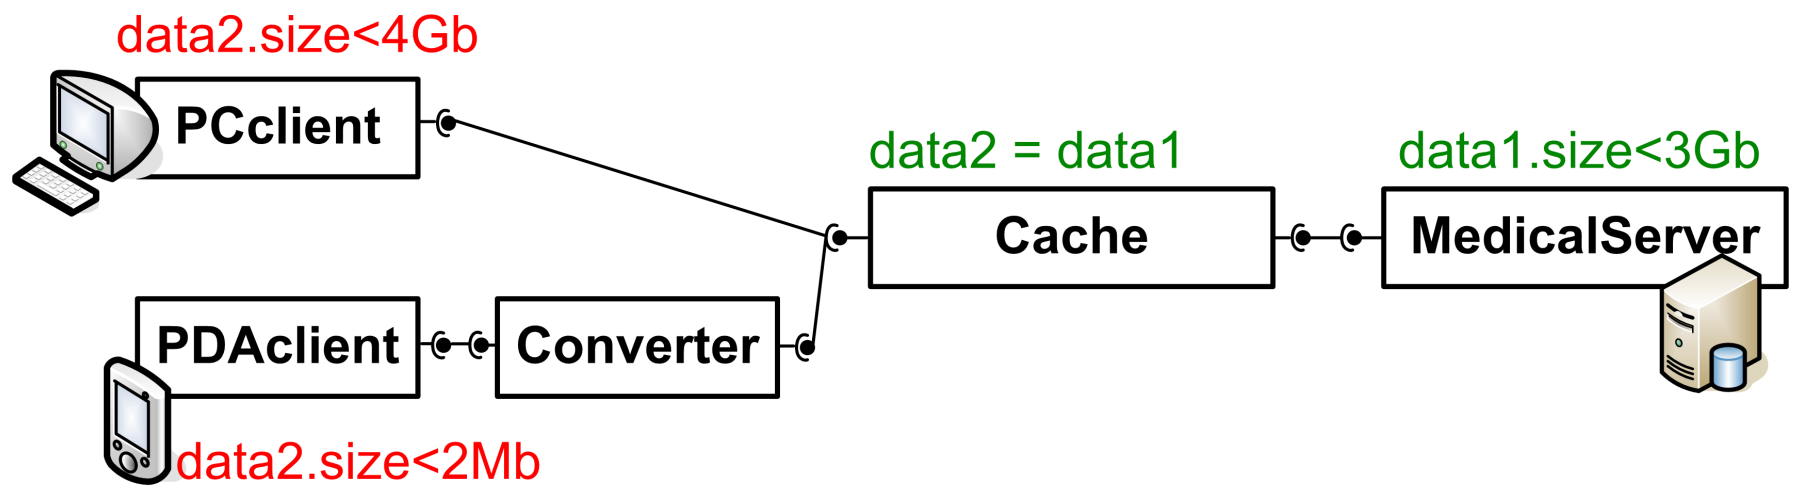 data2.size<4Gb
PCclient
data2 = data1
data1.size<3Gb
Cache
MedicalServer
PDAclient
Converter
data2.size<2Mb